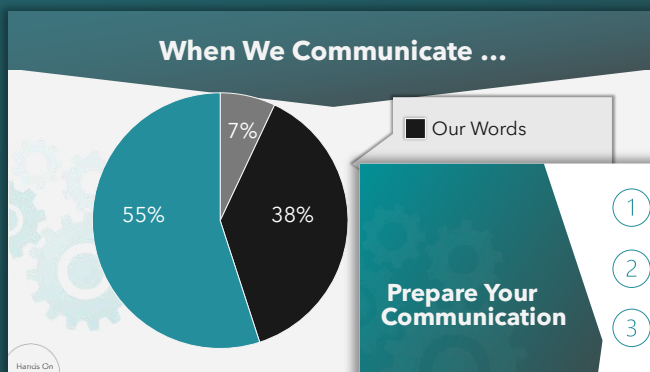 When We Communicate ...
7%
Our Words
55%
38%
1
2
Prepare Your
Communication
3
Hands On